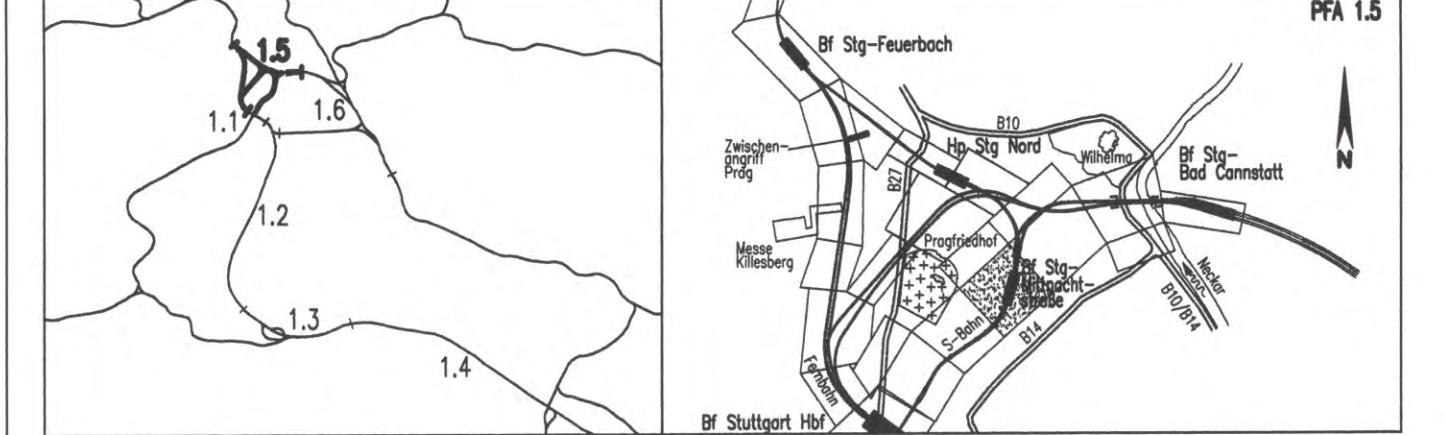 1.5
1.6
1.1
1.2
1.3
1.4
PFA 1.5
Bf Stg-Feuerbach
B10
Zwischen-
angriff
Prag
Hp Stg Nord
Wilhelma
Bf Stg-
Bad Cannstatt
N
B27
Messe
Killesberg
Pragfriedhof
Bf Stg-
Mittnacht-
straße
Neckar
B10/B14
S-Bahn
B14
Fernbahn
Bf Stuttgart Hbf